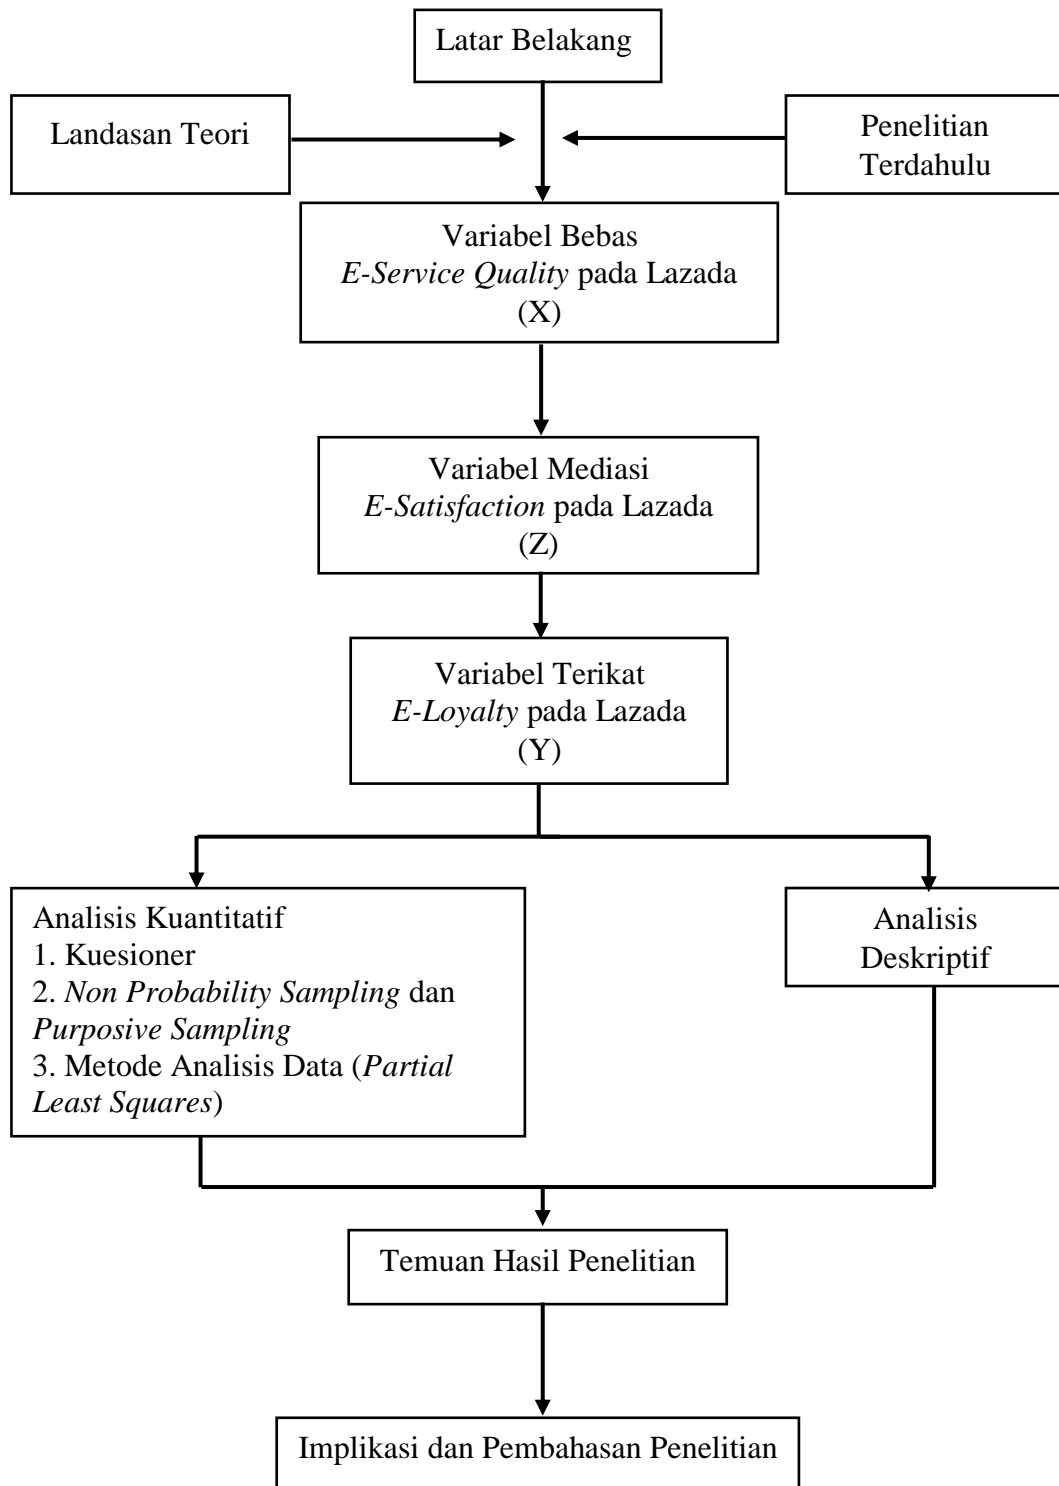 Latar Belakang
Landasan Teori
Penelitian
Terdahulu
Variabel Bebas
E-Service Quality pada Lazada
(X)
Variabel Mediasi
E-Satisfaction pada Lazada
(Z)
Variabel Terikat
E-Loyalty pada Lazada
(Y)
Analisis Kuantitatif
1. Kuesioner
2. Non Probability Sampling dan
Purposive Sampling
3. Metode Analisis Data (Partial
Least Squares)
Analisis
Deskriptif
Temuan Hasil Penelitian
Implikasi dan Pembahasan Penelitian